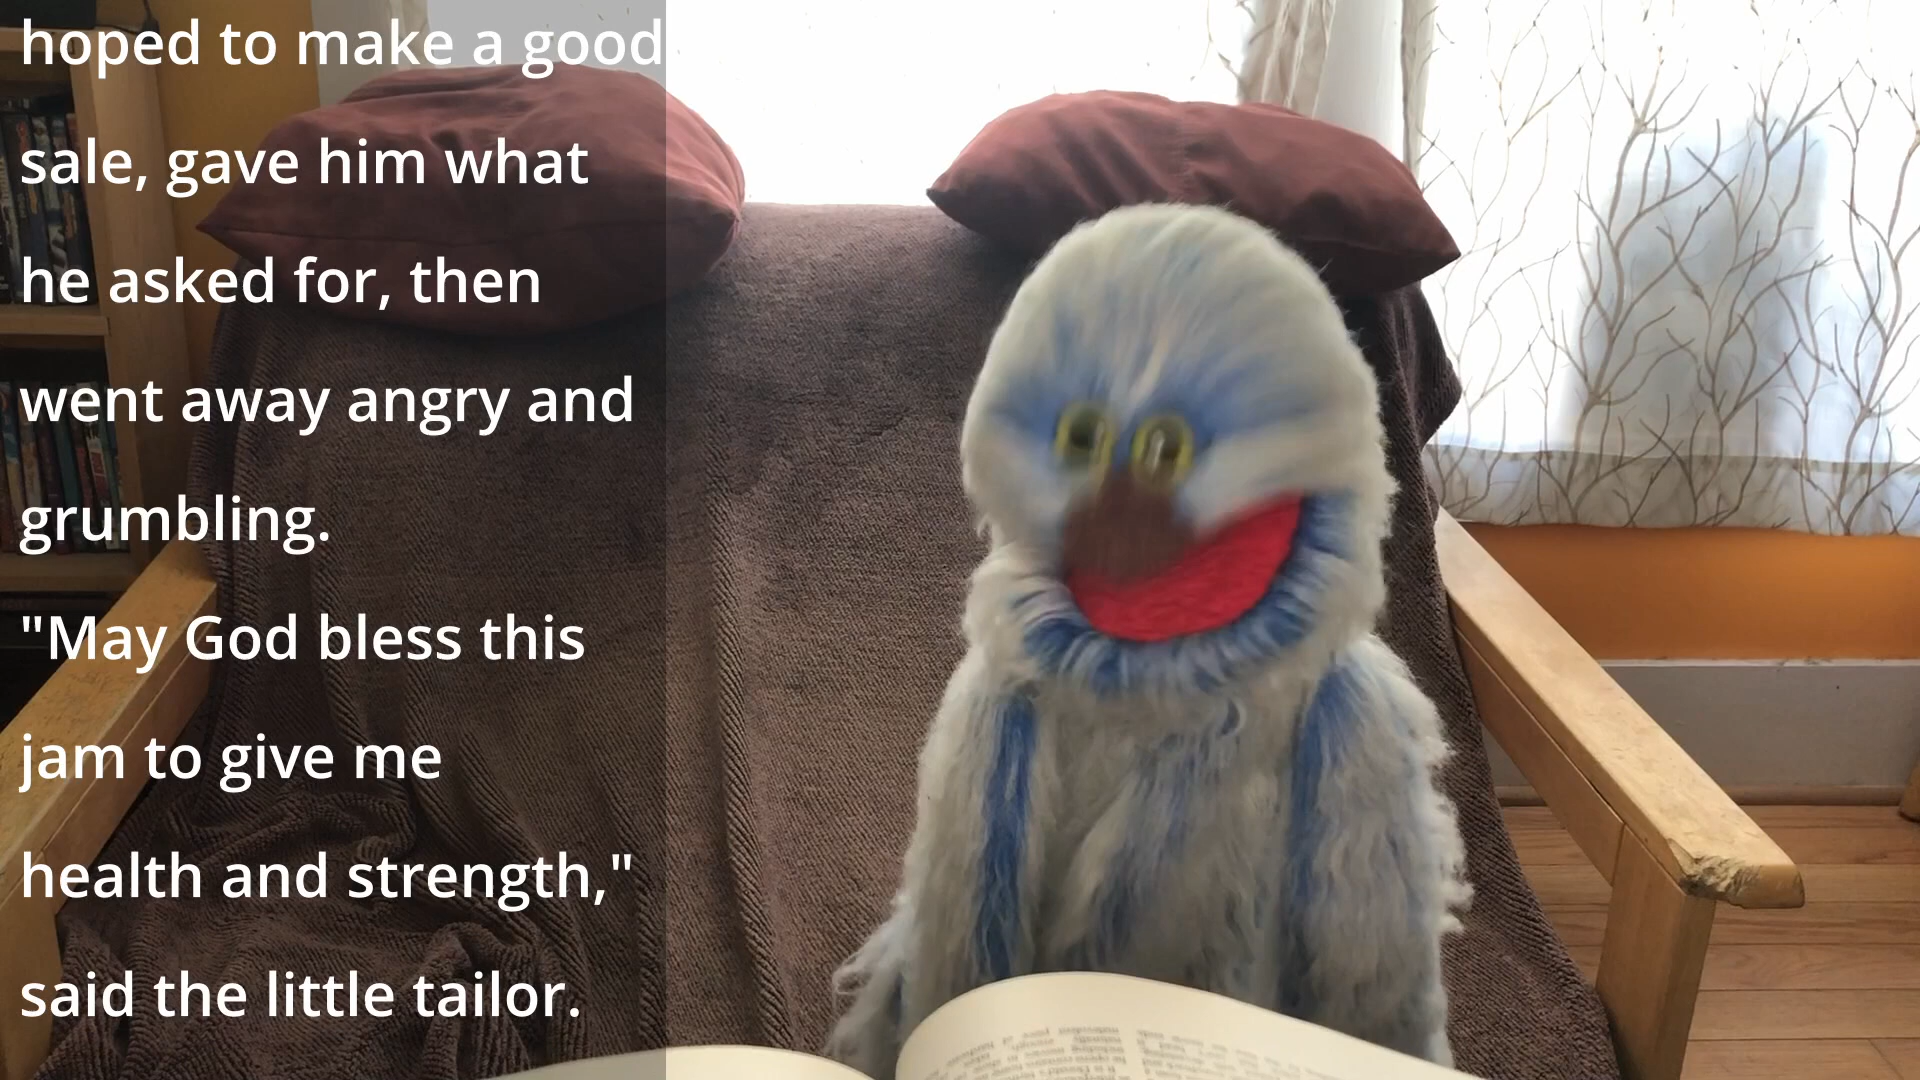 hoped to make a good
sale, gave him what
he asked for, then
went away angry and
grumbling.
"May God bless this
jam to give me
health and strength,"
said the little tailor.